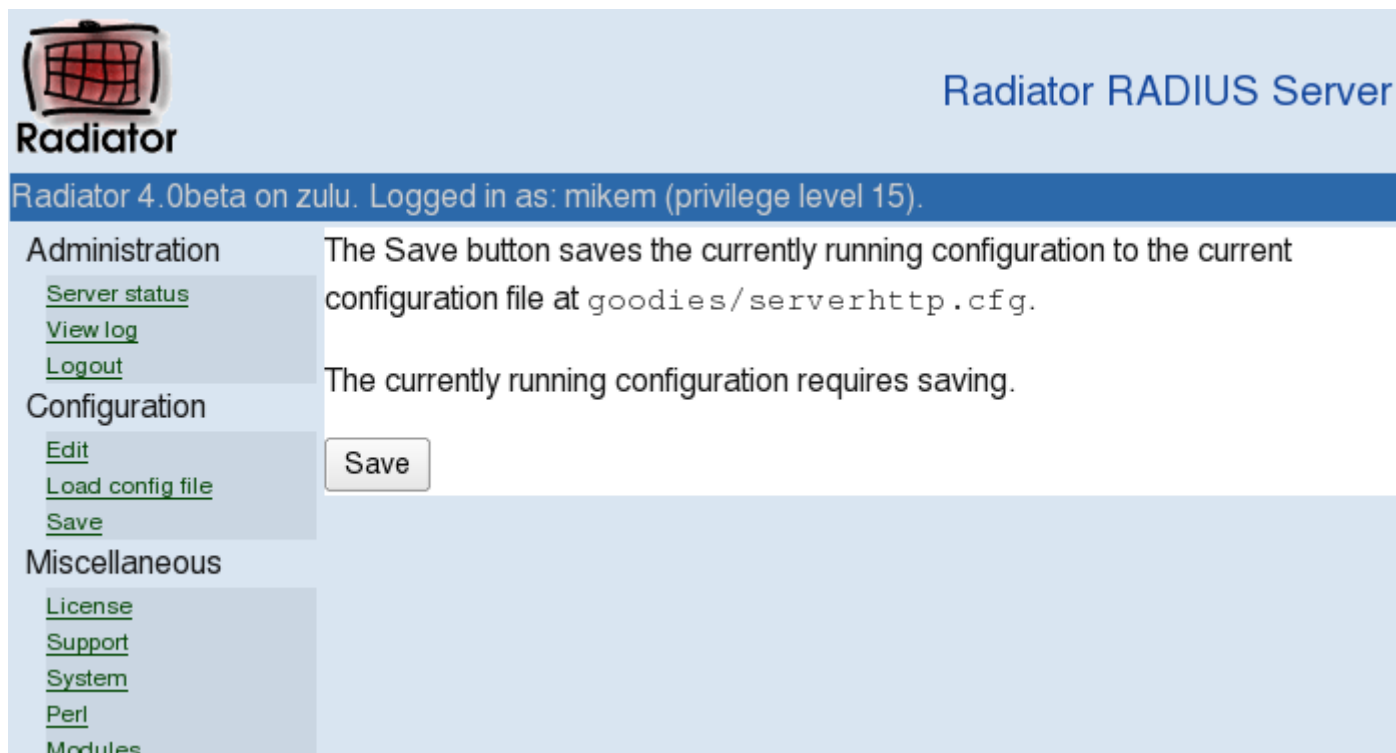 Radiator
Radiator RADIUS Server
Radiator 4.0beta on zulu. Logged in as: mikem (privilege level 15).
Administration
Server status
View log
Logout
Configuration
Edit
Load config file
Save
Miscellaneous
License
Support
System
Perl
Modules
The Save button saves the currently running configuration to the current
configuration file at goodies/serverhttp.cfg.
The currently running configuration requires saving.
Save